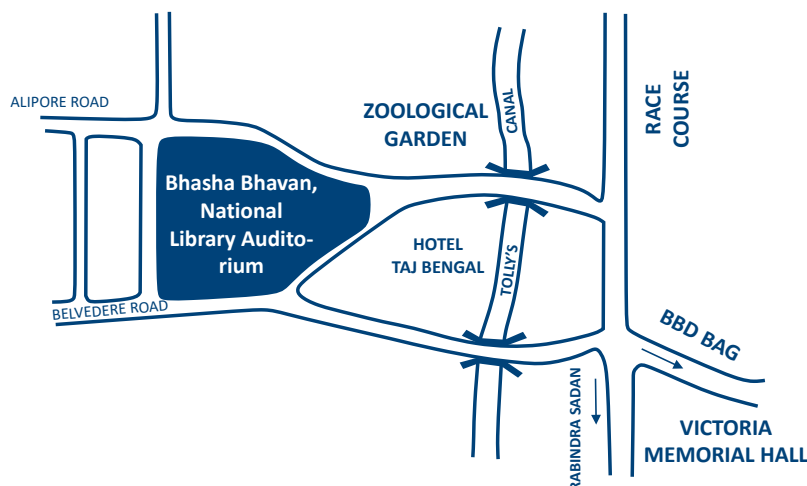 ALIPORE ROAD
ZOOLOGICAL
GARDEN
CANAL
RACE
COURSE
Bhasha Bhavan,
National
Library Audito-
rium
HOTEL
TAJ BENGAL
TOLLY'S
BELVEDERE ROAD
BBD BAG
RABINDRA SADAN
VICTORIA
MEMORIAL HALL